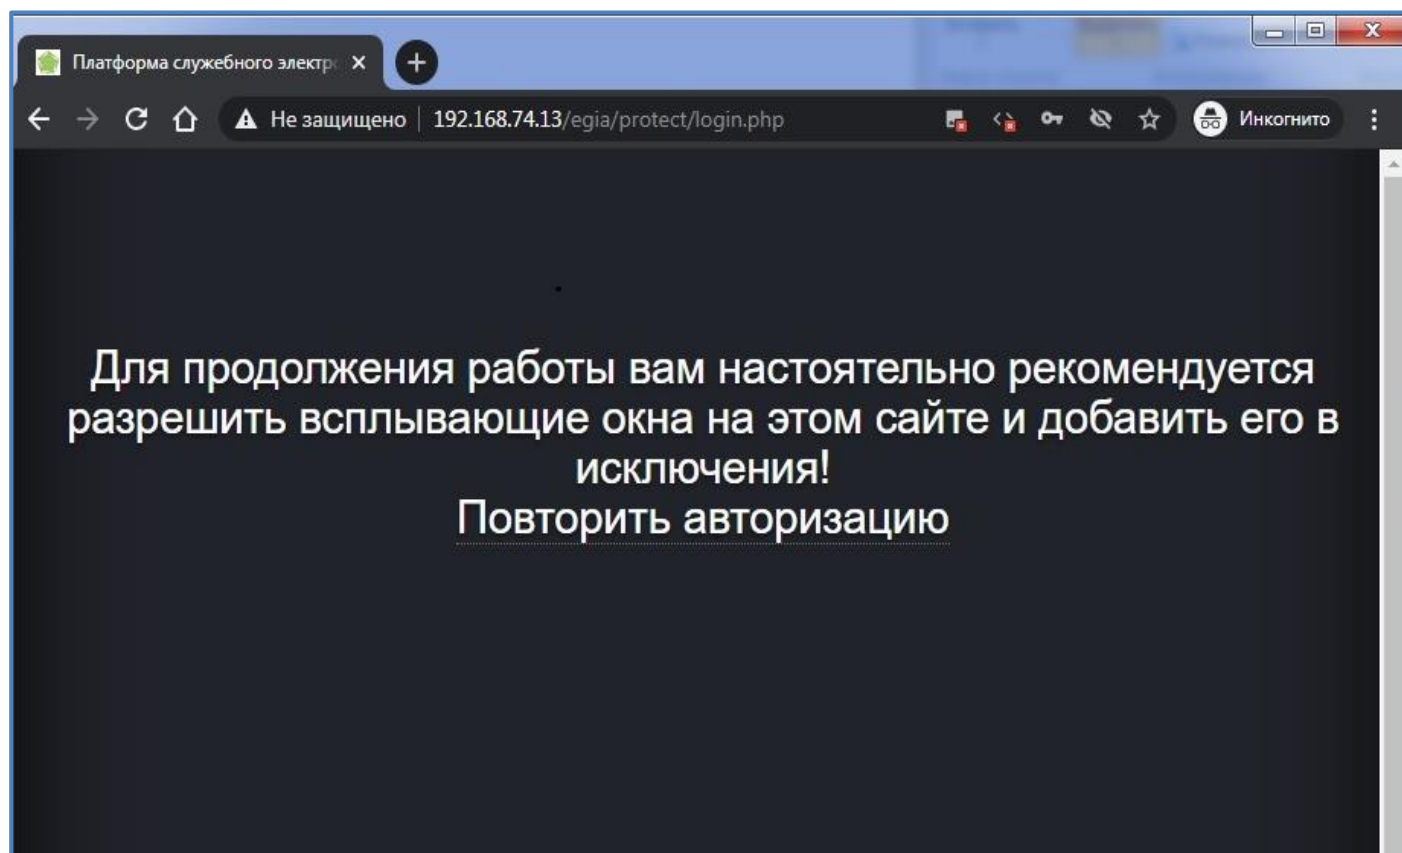 Платформа служебного электр
Не защищено 192.168.74.13/egia/protect/login.php Инкогнито
Для продолжения работы вам настоятельно рекомендуется
разрешить всплывающие окна на этом сайте и добавить его в
исключения!
Повторить авторизацию